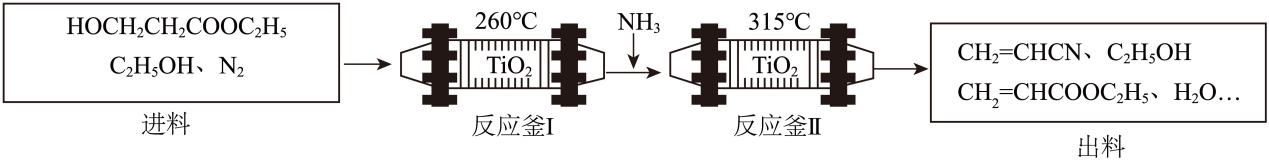 HOCH₂CH₂COOC₂H₅
C₂H₅OH、N₂
进料
260℃
TiO₂
反应釜Ⅰ
NH₃
315℃
TiO₂
反应釜Ⅱ
CH₂=CHCN、C₂H₅OH
CH₂=CHCOOC₂H₅、H₂O…
出料